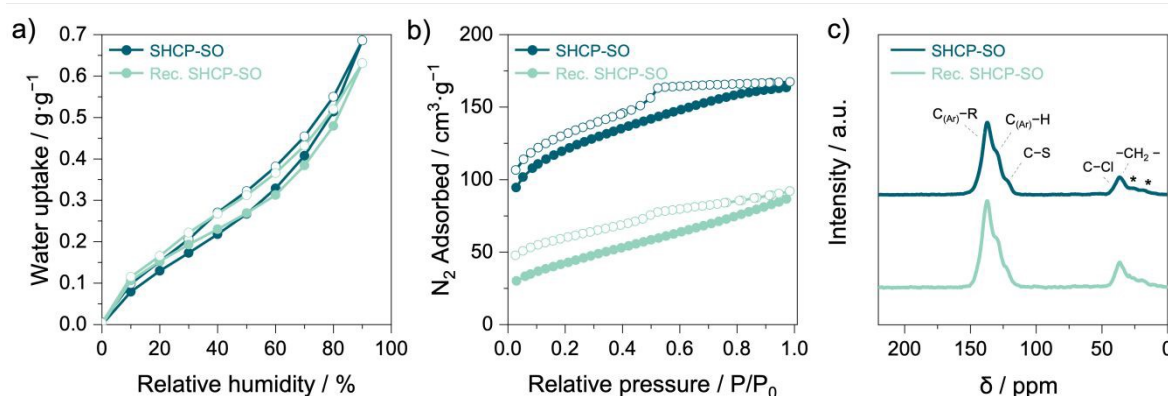 a)
SHCP-SO
Rec. SHCP-SO
Water uptake / g·g⁻¹
0.7
0.6
0.5
0.4
0.3
0.2
0.1
0.0
0 20 40 60 80 100
Relative humidity / %
b)
SHCP-SO
Rec. SHCP-SO
N₂ Adsorbed / cm³·g⁻¹
200
150
100
50
0
0.0 0.2 0.4 0.6 0.8 1.0
Relative pressure / P/P₀
c)
SHCP-SO
Rec. SHCP-SO
Intensity / a.u.
C(Ar)−R
C(Ar)−H
C−S
C−Cl
−CH₂ −
* *
200 150 100 50 0
δ / ppm